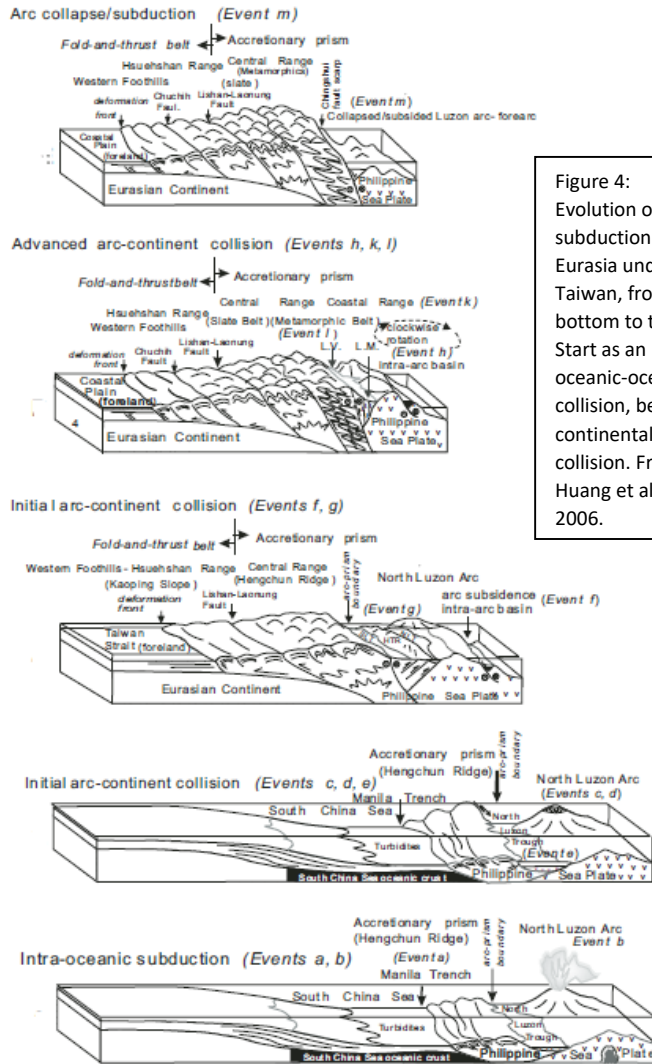 Arc collapse/subduction (Event m)
Fold-and-thrust belt Accretionary prism
Hsuehshan Range Central Range
(Metamorphics)
Western Foothills (slate)
deformation front
Chuchih Faul.
Lishan-Laonung Fault
Chingshui fault scarp
(Event m)
Collapsed/subsided Luzon arc- forearc
Coastal Plain (foreland)
Eurasian Continent
Philippine
Sea Plate
Advanced arc-continent collision (Events h, k, l)
Fold-and-thrustbelt Accretionary prism
Central Range Coastal Range (Event k)
Hsuehshan Range (Slate Belt) (Metamorphic Belt)
Western Foothills (Event l)
clockwise rotation
(Event h)
intra-arc basin
Lishan-Laonung Fault
L.V. L.M.
deformation front
Chuchih Fault
Coastal Plain (foreland)
4
Eurasian Continent
Philippine
Sea Plate
Initial arc-continent collision (Events f, g)
Fold-and-thrust belt Accretionary prism
Western Foothills - Hsuehshan Range Central Range
(Kaoping Slope) (Hengchun Ridge)
deformation front
Lishan-Laonung Fault
arc-prism boundary
North Luzon Arc
arc subsidence (Event f)
intra-arc basin
(Event g)
HTR
Taiwan Strait (foreland)
Eurasian Continent
Philippine Sea Plate
Accretionary prism
(Hengchun Ridge)
arc-prism boundary
Initial arc-continent collision (Events c, d, e)
North Luzon Arc
(Events c, d)
Manila Trench
South China Sea
North
Luzon
Trough
(Event e)
Turbidites
South China Sea oceanic crust
Philippine Sea Plate
Accretionary prism
(Hengchun Ridge)
arc-prism boundary
North Luzon Arc
Event b
Intra-oceanic subduction (Events a, b)
(Event a)
Manila Trench
South China Sea
North
Luzon
Trough
Turbidites
South China Sea oceanic crust
Philippine Sea Plate
Figure 4:
Evolution o
subduction
Eurasia und
Taiwan, fro
bottom to t
Start as an
oceanic-oce
collision, be
continental
collision. Fr
Huang et al
2006.